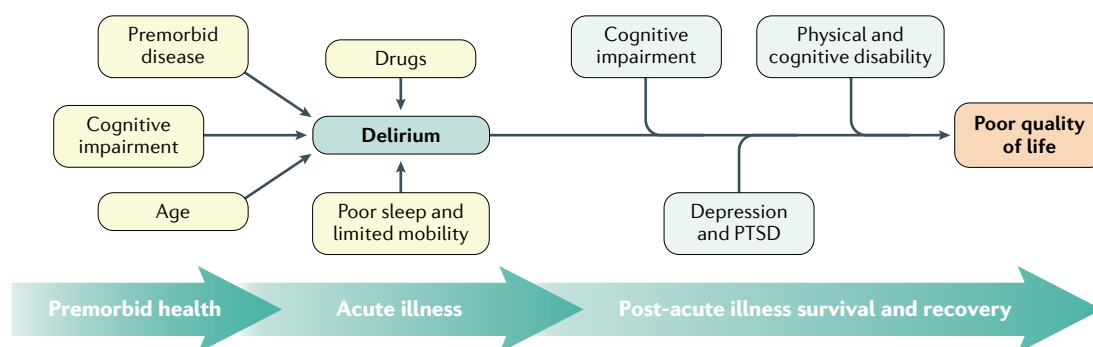 Premorbid
disease
Cognitive
impairment
Age
Drugs
Delirium
Poor sleep and
limited mobility
Cognitive
impairment
Physical and
cognitive disability
Depression
and PTSD
Poor quality
of life
Premorbid health
Acute illness
Post-acute illness survival and recovery